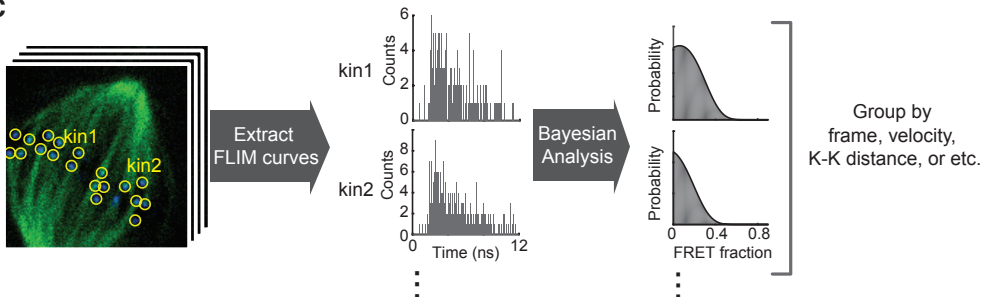 c
kin1
kin2
Extract
FLIM curves
kin1
Counts
6
4
2
0
kin2
Counts
8
6
4
2
0
0
12
Time (ns)
Bayesian
Analysis
Probability
Probability
0
0.4
0.8
FRET fraction
Group by
frame, velocity,
K-K distance, or etc.